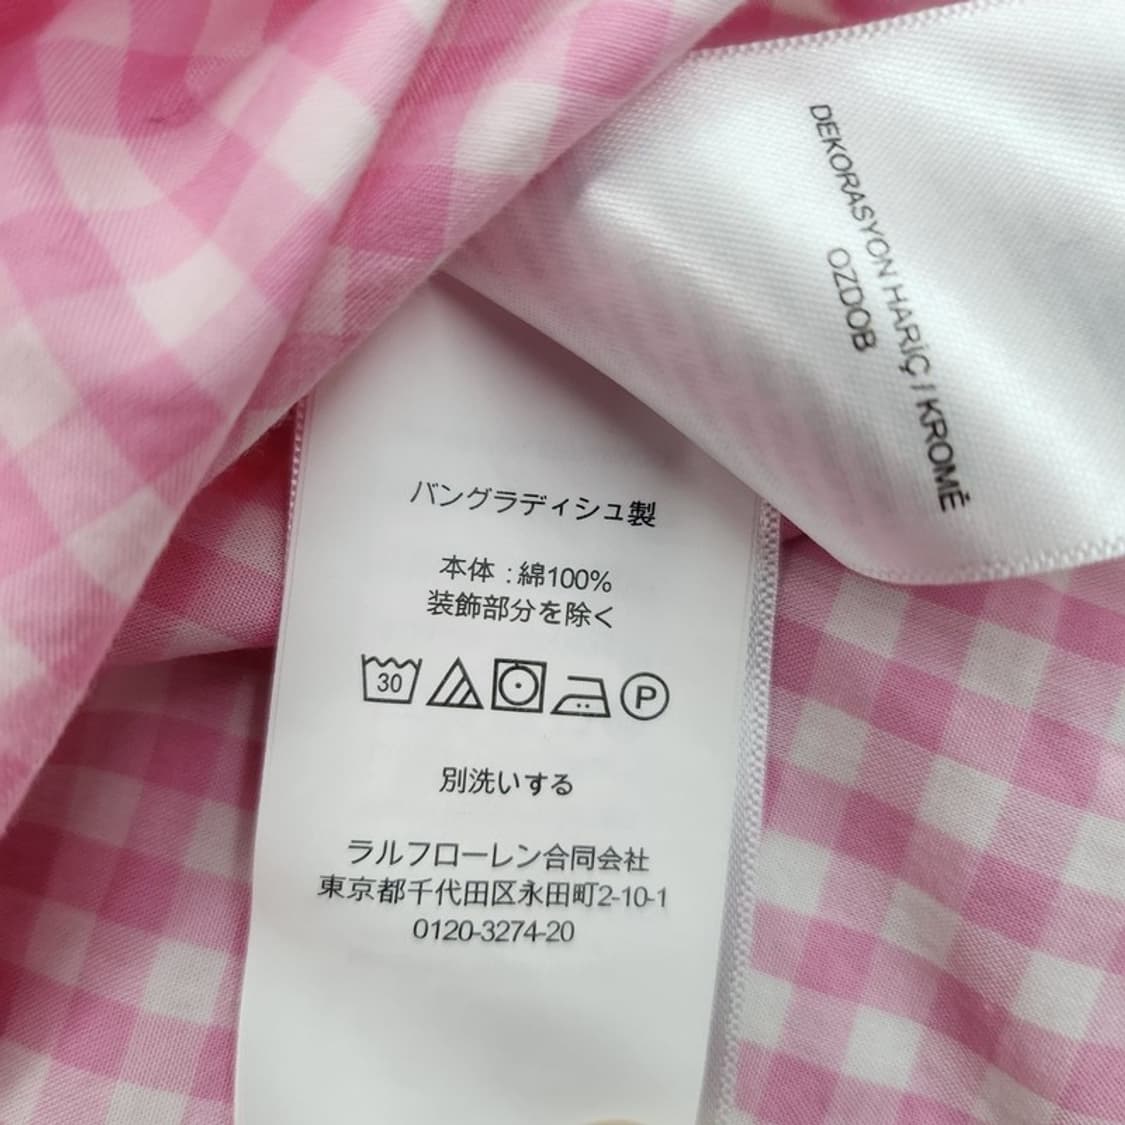 DEKORASYON HARİÇ / KROMĚ
OZDOB
バングラディシュ製
本体 : 綿100%
装飾部分を除く
30
P
別洗いする
ラルフローレン合同会社
東京都千代田区永田町2-10-1
0120-3274-20